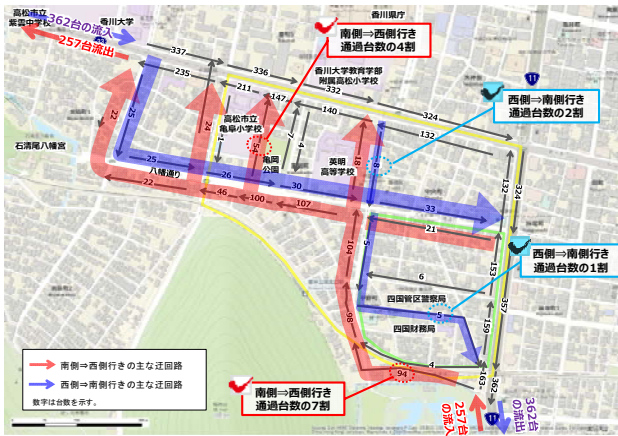 高松市立
紫雲中学校
362台の流入
香川大学
257台流出
香川県庁
南側⇒西側行き
通過台数の4割
香川大学教育学部
附属高松小学校
11
西側⇒南側行き
通過台数の2割
337
336
332
324
235
211
147
140
132
22
25
24
1
54
7
4
高松市立
亀阜小学校
亀岡
公園
英明
高等学校
18
8
石清尾八幡宮
八幡通り
25
26
30
33
22
46
100
107
21
132
324
153
西側⇒南側行き
通過台数の1割
104
5
6
四国管区警察局
357
98
5
159
四国財務局
4
94
163
362
南側⇒西側行きの主な迂回路
西側⇒南側行きの主な迂回路
数字は台数を示す。
南側⇒西側行き
通過台数の7割
257台
の流入
11
362台
の流出